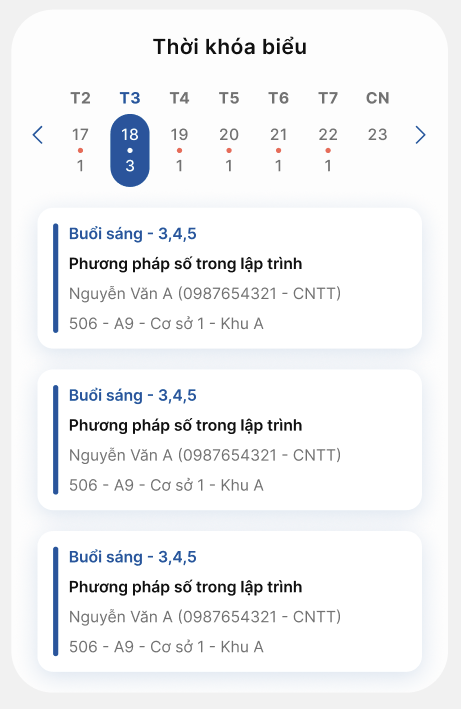 Thời khóa biểu
T2 T3 T4 T5 T6 T7 CN
17 18 19 20 21 22 23
1 3 1 1 1 1
Buổi sáng - 3,4,5
Phương pháp số trong lập trình
Nguyễn Văn A (0987654321 - CNTT)
506 - A9 - Cơ sở 1 - Khu A
Buổi sáng - 3,4,5
Phương pháp số trong lập trình
Nguyễn Văn A (0987654321 - CNTT)
506 - A9 - Cơ sở 1 - Khu A
Buổi sáng - 3,4,5
Phương pháp số trong lập trình
Nguyễn Văn A (0987654321 - CNTT)
506 - A9 - Cơ sở 1 - Khu A